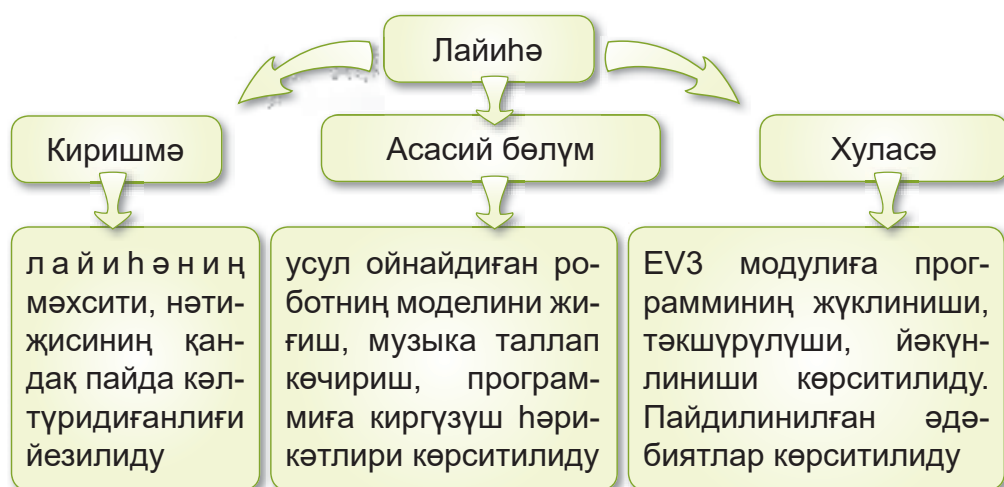 Лайиһә
Киришмә
Асасий бөлүм
Хуласә
лайиһәниң
мәхсити, нәти-
җисиниң қан-
дақ пайда кәл-
түридиғанлиғи
йезилиду
усул ойнайдиған ро-
ботниң моделини жи-
ғиш, музыка таллап
көчириш, програм-
миға киргүзүш һәри-
кәтлири көрситилиду
EV3 модулиға прог-
рамминиң жүклиниши,
тәкшүрүлүши, йәкүн-
линиши көрситилиду.
Пайдилинилған әдә-
биятлар көрситилиду